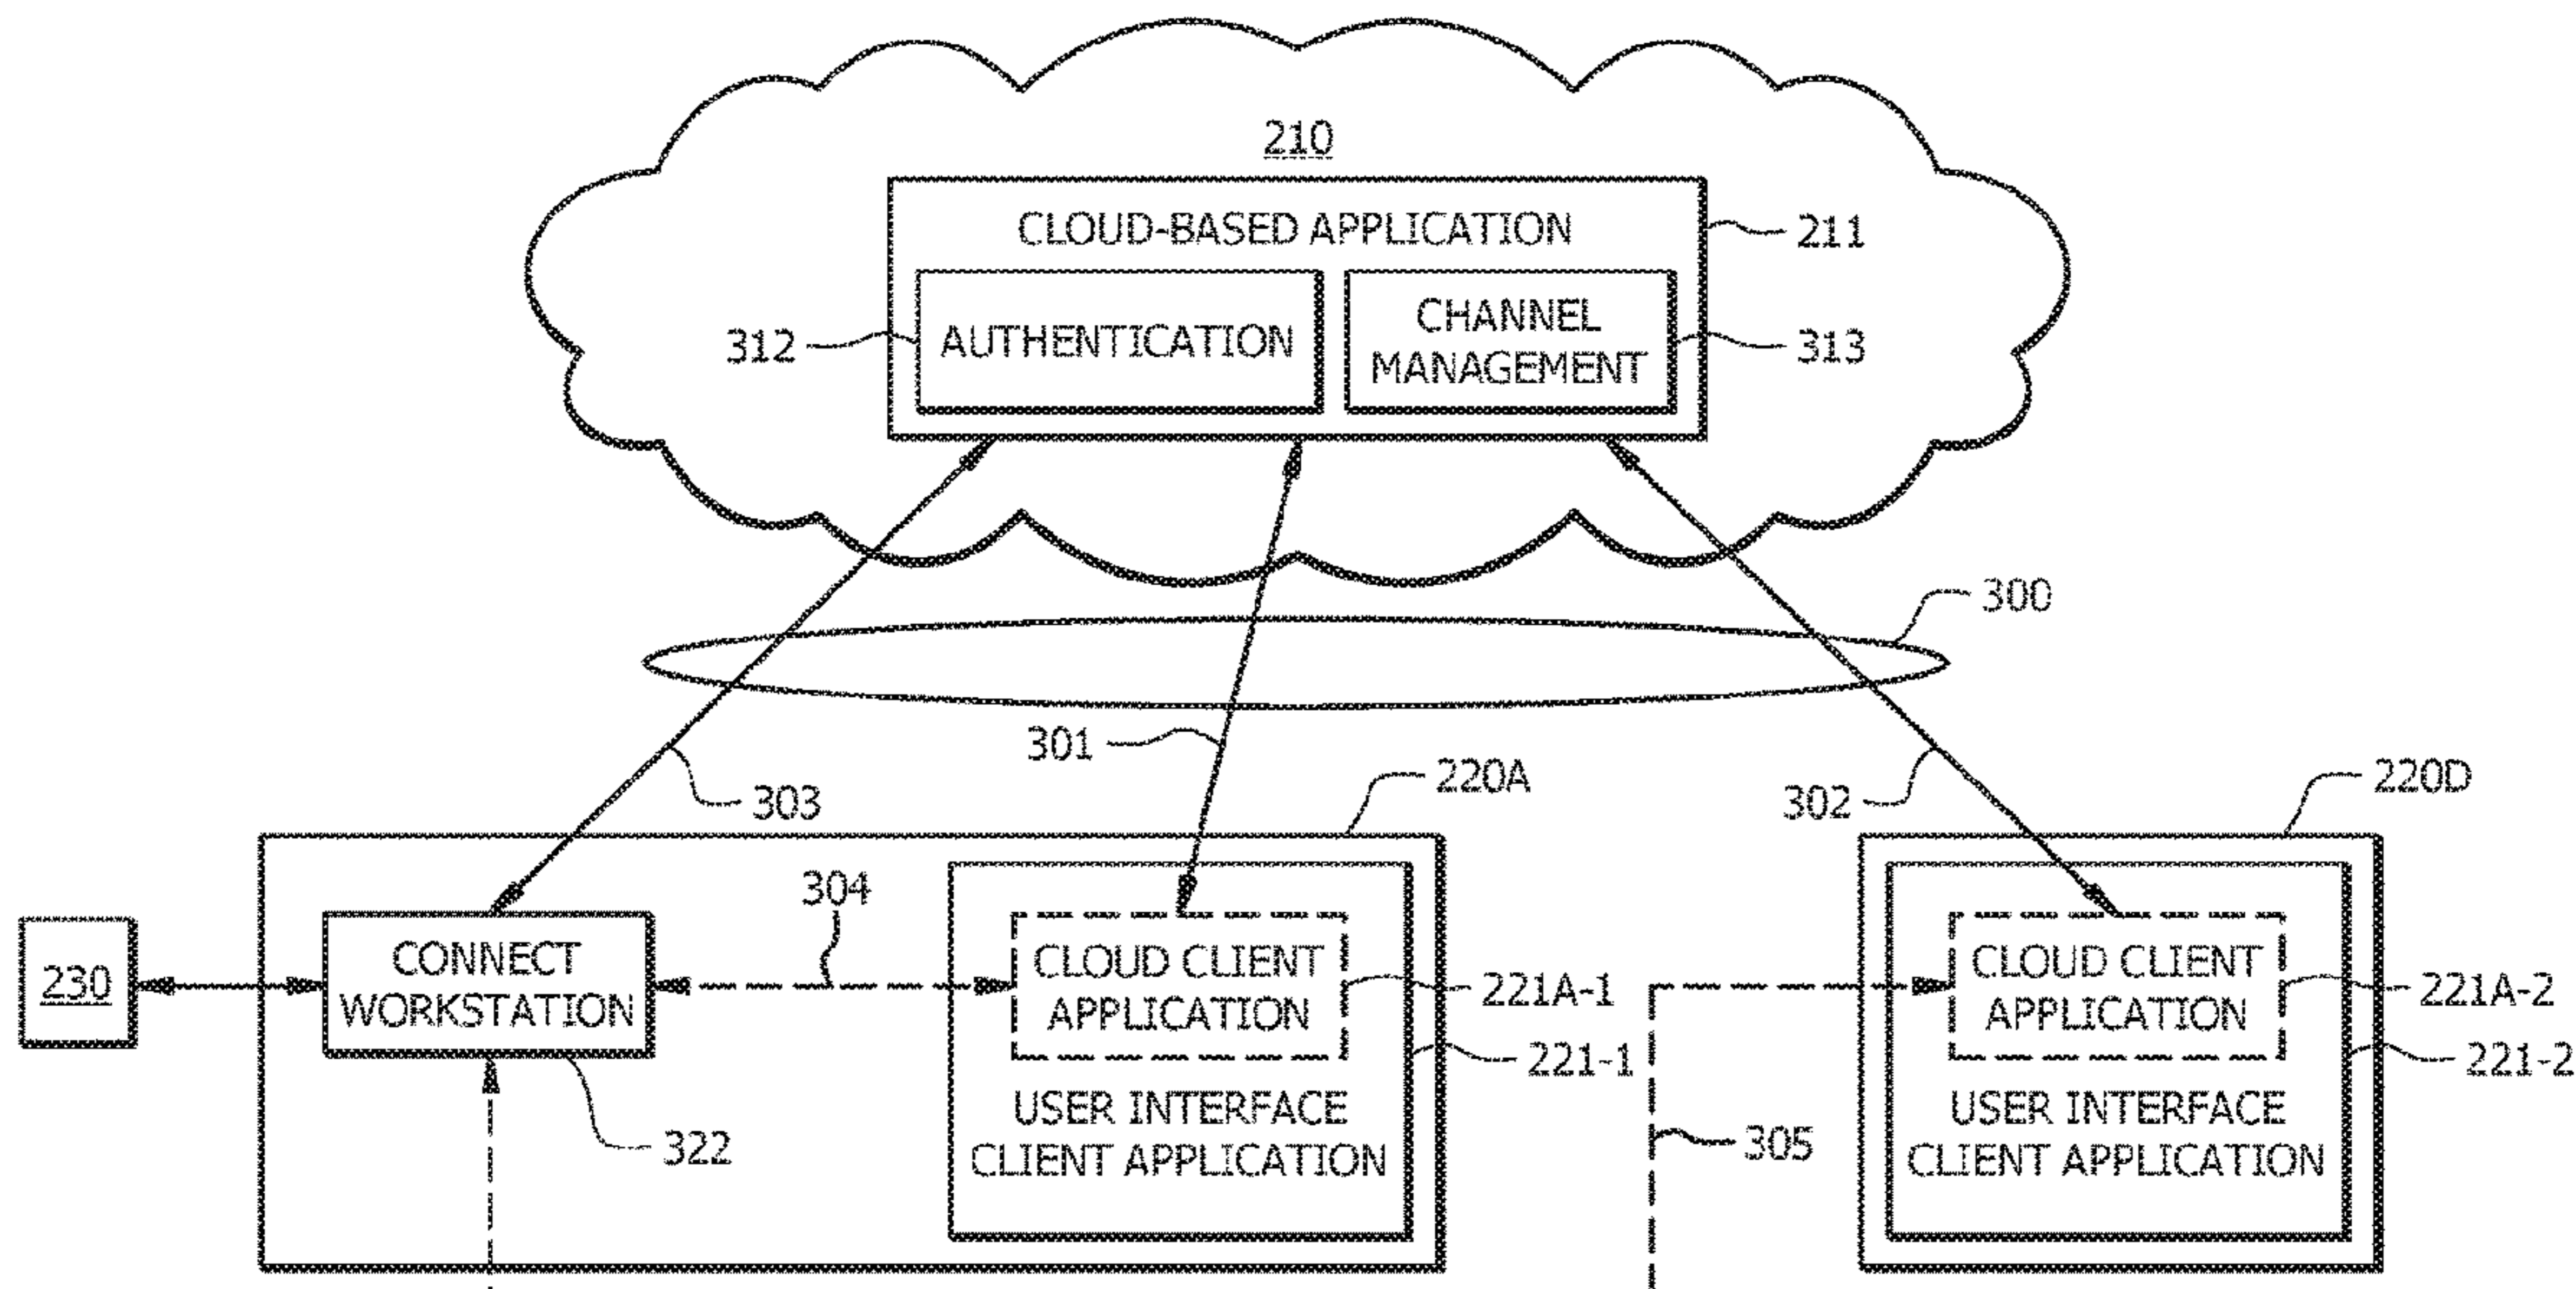 210
CLOUD-BASED APPLICATION
211
312
AUTHENTICATION
CHANNEL
MANAGEMENT
313
300
301
303
220A
302
220D
304
230
CONNECT
WORKSTATION
CLOUD CLIENT
APPLICATION
221A-1
221-1
USER INTERFACE
CLIENT APPLICATION
322
305
CLOUD CLIENT
APPLICATION
221A-2
221-2
USER INTERFACE
CLIENT APPLICATION